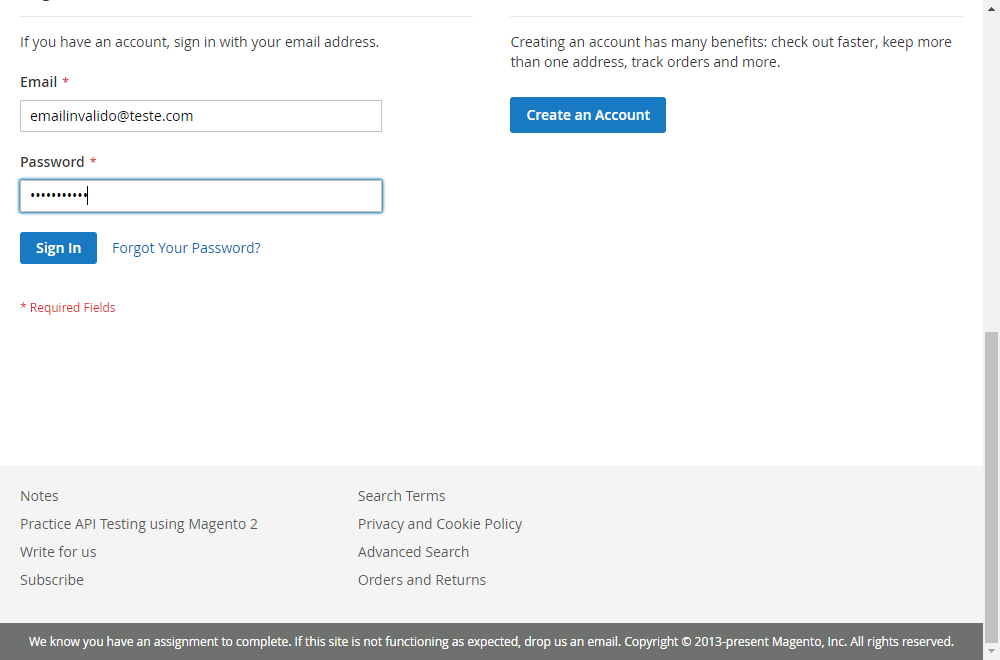 If you have an account, sign in with your email address.
Email *
emailinvalido@teste.com
Password *
•••••••••••
Sign In
Forgot Your Password?
* Required Fields
Creating an account has many benefits: check out faster, keep more
than one address, track orders and more.
Create an Account
Notes
Practice API Testing using Magento 2
Write for us
Subscribe
Search Terms
Privacy and Cookie Policy
Advanced Search
Orders and Returns
We know you have an assignment to complete. If this site is not functioning as expected, drop us an email. Copyright © 2013-present Magento, Inc. All rights reserved.